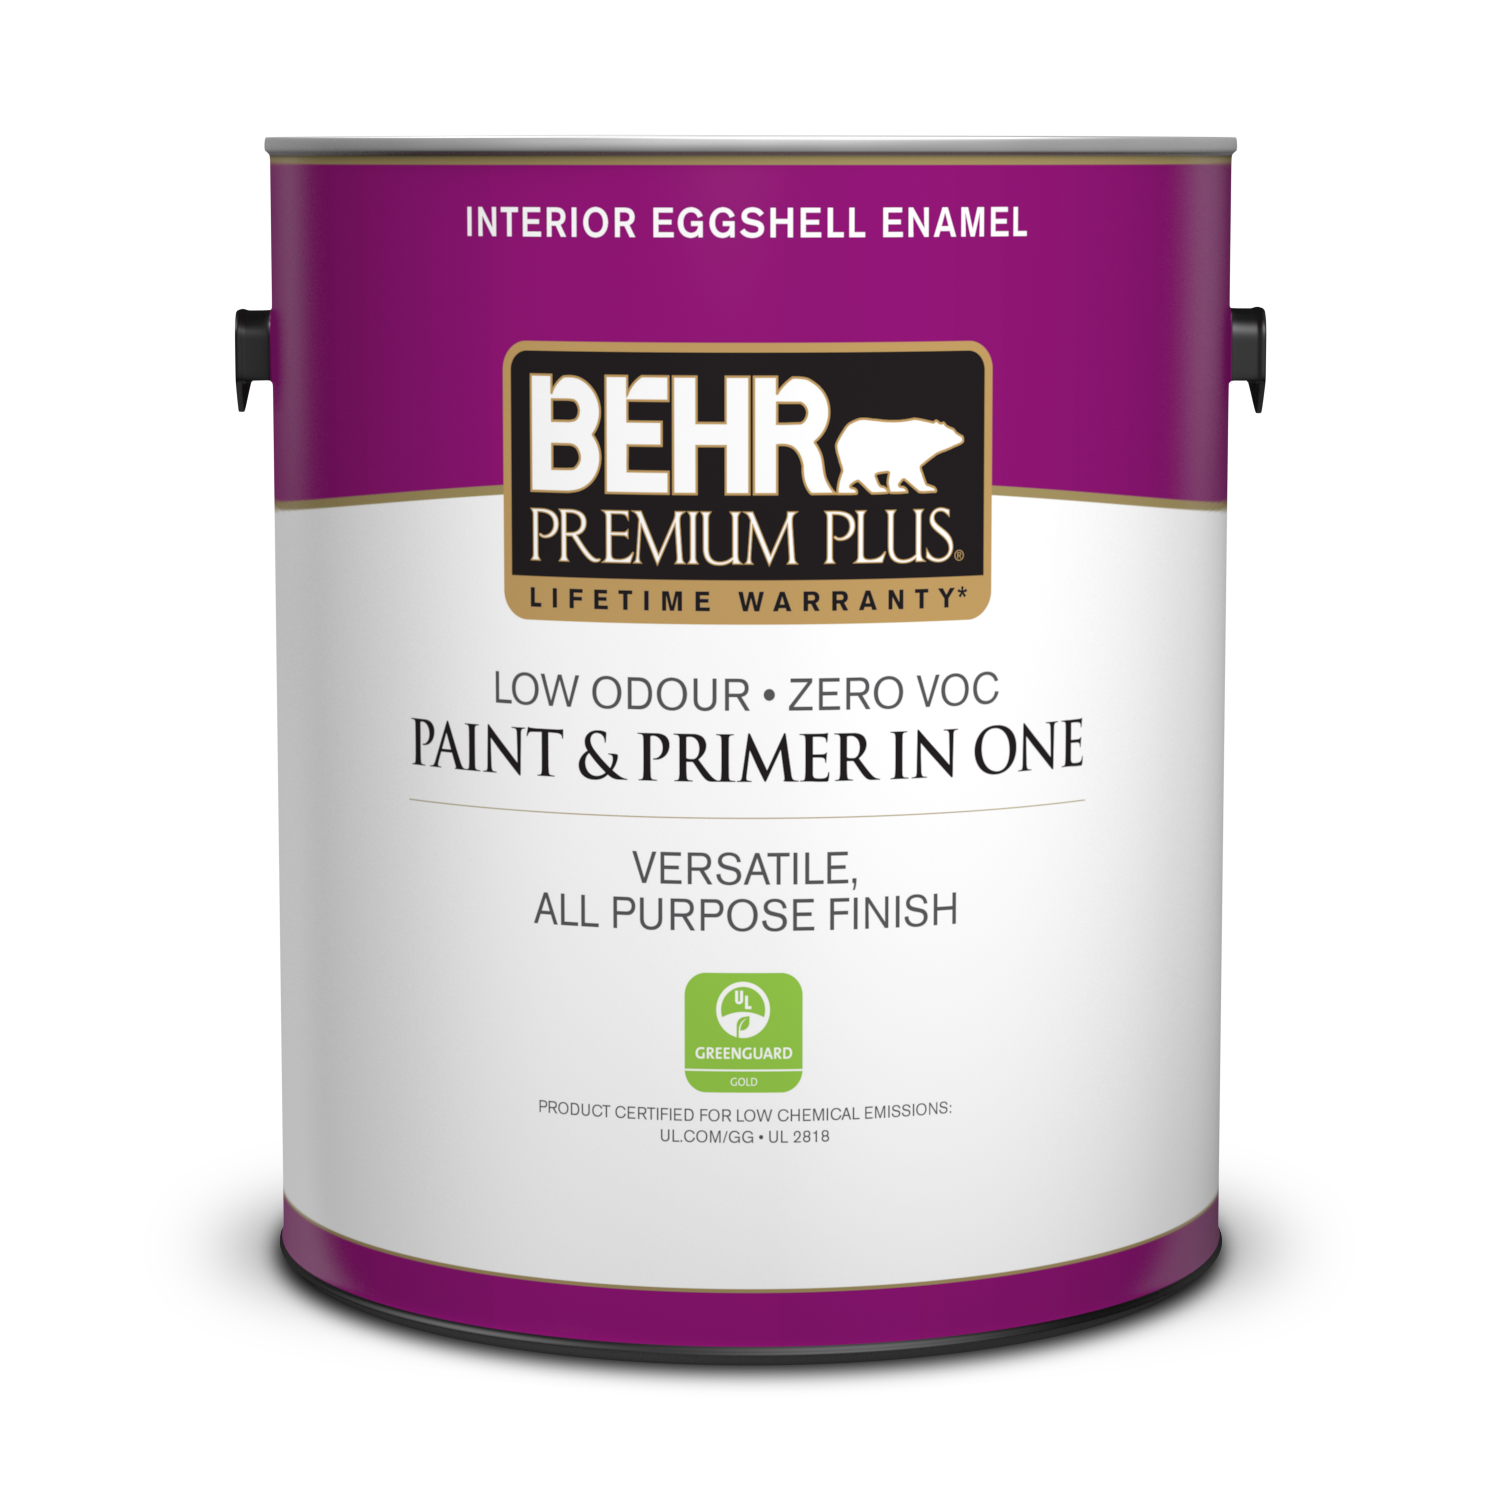 INTERIOR EGGSHELL ENAMEL
BEHR
PREMIUM PLUS®
LIFETIME WARRANTY*
LOW ODOUR • ZERO VOC
PAINT & PRIMER IN ONE
VERSATILE,
ALL PURPOSE FINISH
UL
GREENGUARD
GOLD
PRODUCT CERTIFIED FOR LOW CHEMICAL EMISSIONS:
UL.COM/GG • UL 2818